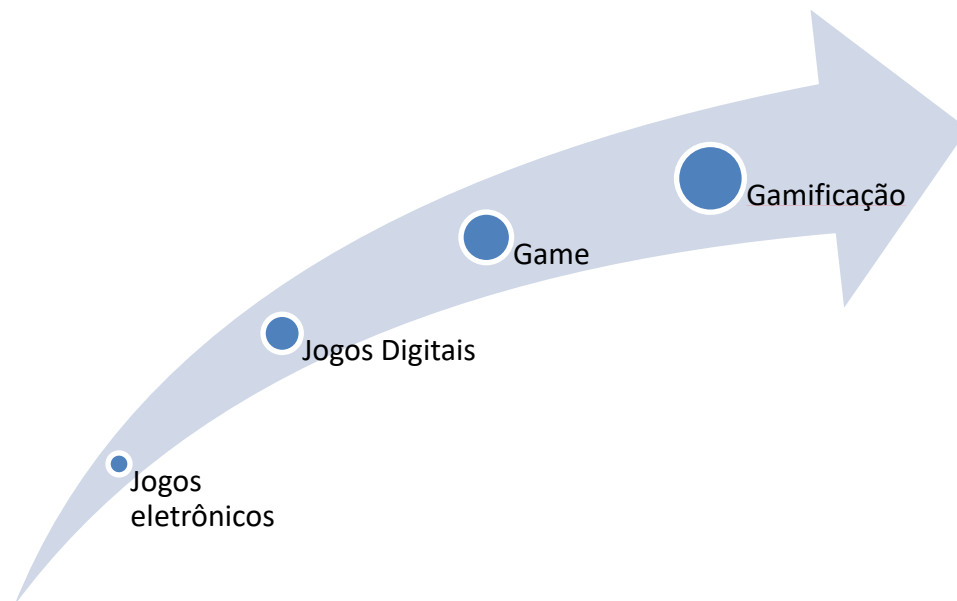 Gamificação
Game
Jogos Digitais
Jogos
eletrônicos